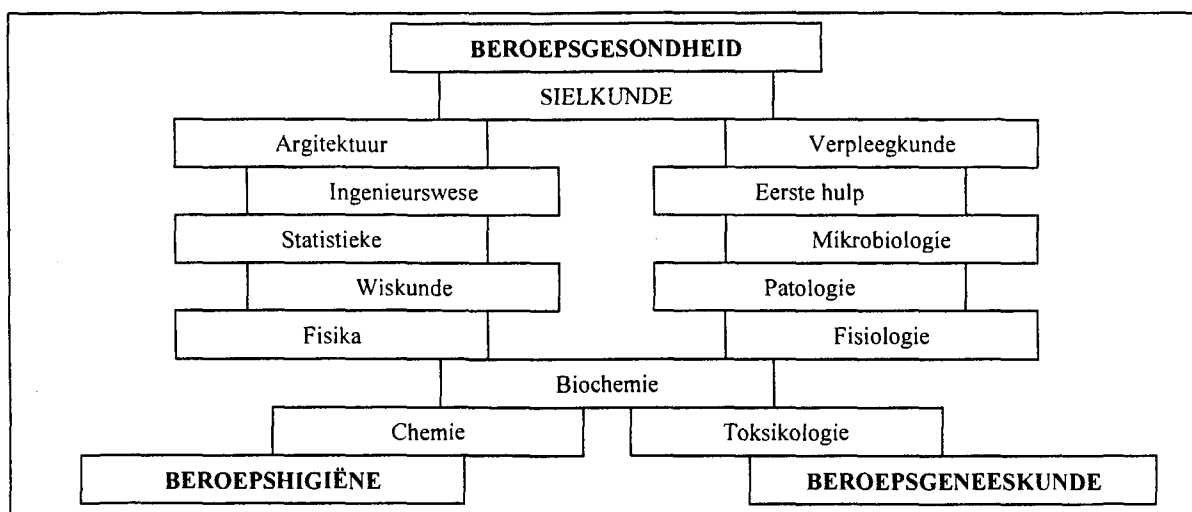 BEROEPSGESONDHEID
SIELKUNDE
Argitektuur
Verpleegkunde
Ingenieurswese
Eerste hulp
Statistieke
Mikrobiologie
Wiskunde
Patologie
Fisika
Fisiologie
Biochemie
Chemie
Toksikologie
BEROEPSHIGIËNE
BEROEPSGENEESKUNDE